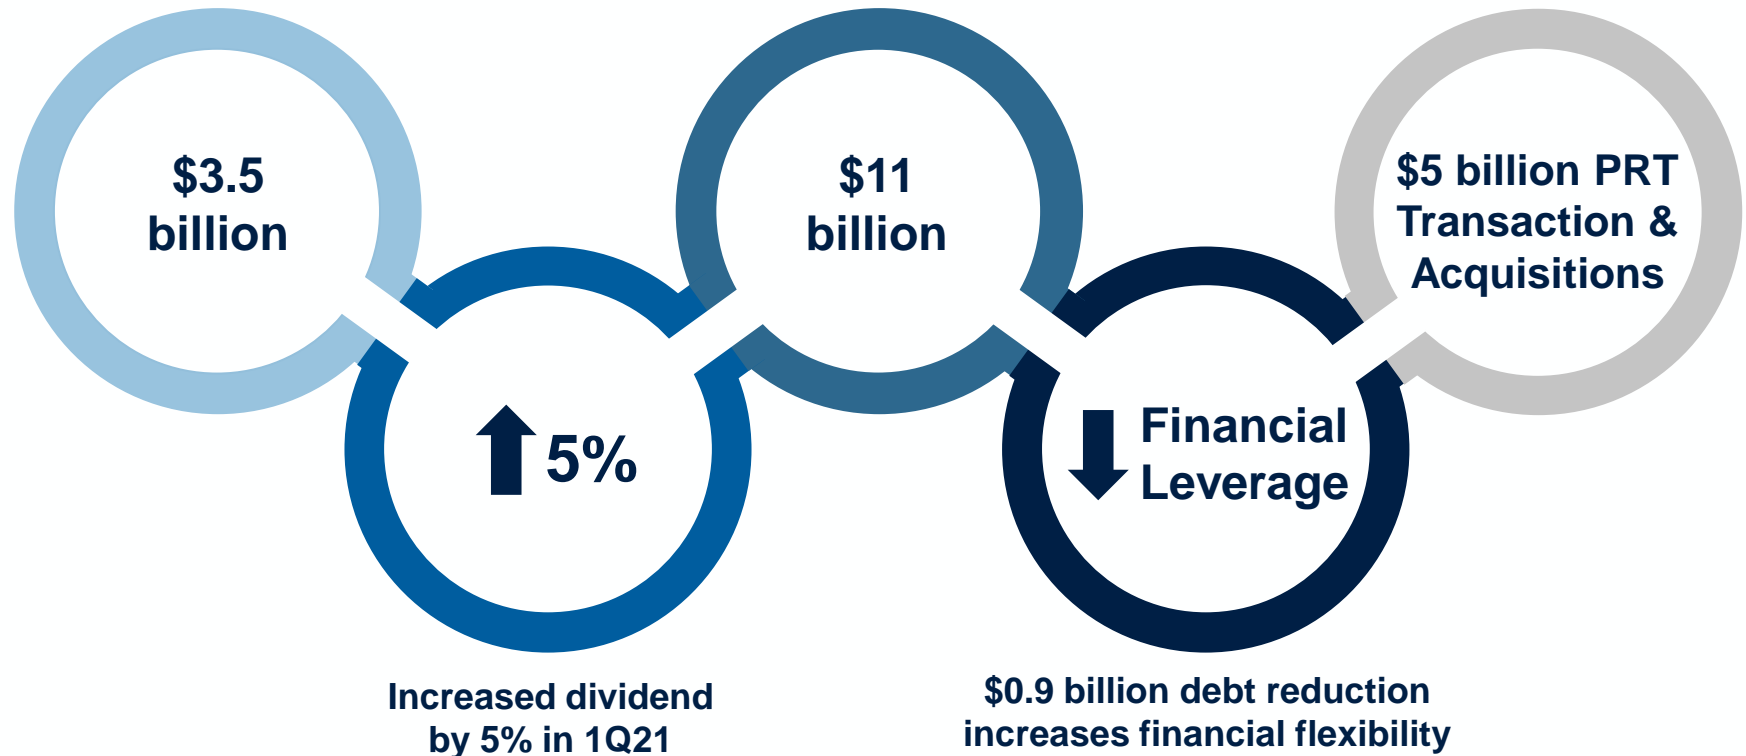 $3.5
billion
5%
Increased dividend
by 5% in 1Q21
$11
billion
Financial
Leverage
$0.9 billion debt reduction
increases financial flexibility
$5 billion PRT
Transaction &
Acquisitions